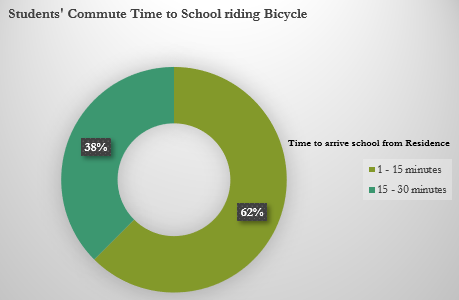 Students' Commute Time to School riding Bicycle
38%
Time to arrive school from Residence
1 - 15 minutes
15 - 30 minutes
62%